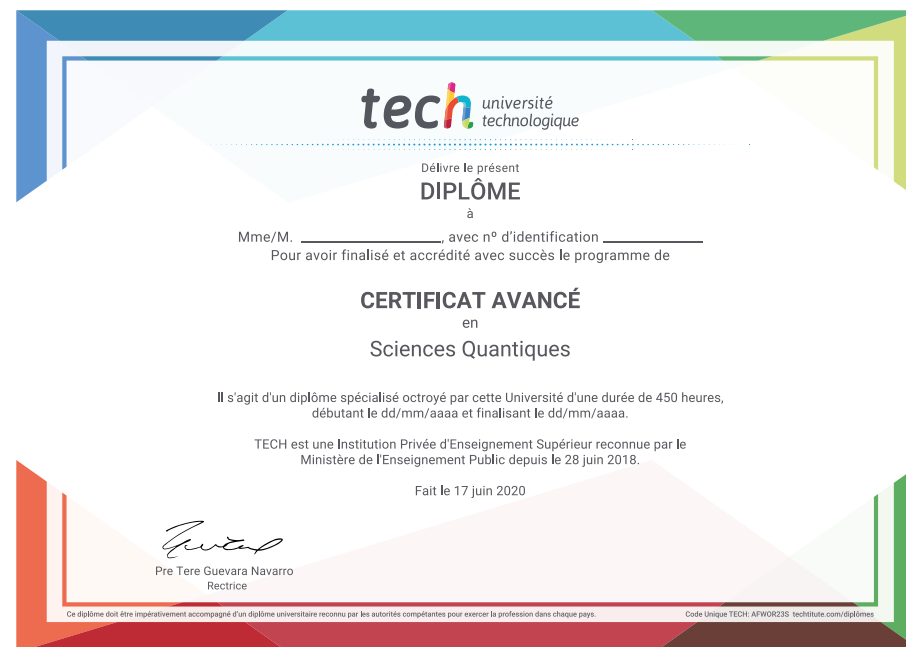 tech université
technologique
Délivre le présent
DIPLÔME
à
Mme/M. ____________________, avec nº d'identification ______________
Pour avoir finalisé et accrédité avec succès le programme de
CERTIFICAT AVANCÉ
en
Sciences Quantiques
Il s'agit d'un diplôme spécialisé octroyé par cette Université d'une durée de 450 heures,
débutant le dd/mm/aaaa et finalisant le dd/mm/aaaa.
TECH est une Institution Privée d'Enseignement Supérieur reconnue par le
Ministère de l'Enseignement Public depuis le 28 juin 2018.
Fait le 17 juin 2020
Pre Tere Guevara Navarro
Rectrice
Ce diplôme doit être impérativement accompagné d'un diplôme universitaire reconnu par les autorités compétantes pour exercer la profession dans chaque pays.
Code Unique TECH: AFWOR23S techtitute.com/diplômes